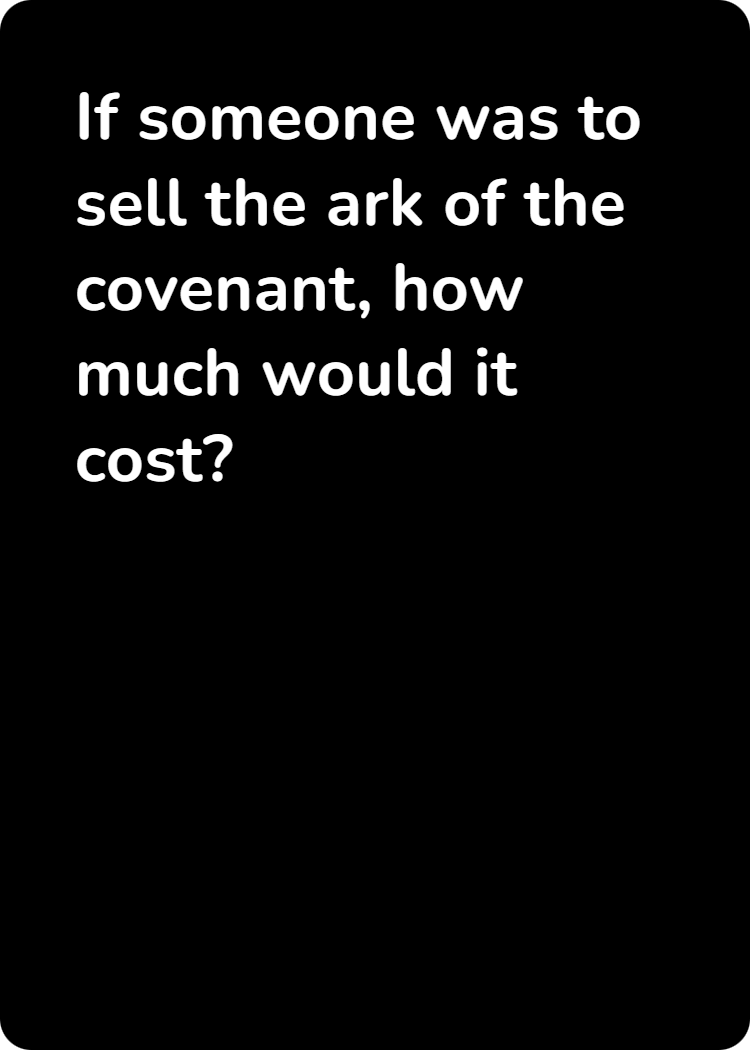 If someone was to
sell the ark of the
covenant, how
much would it
cost?